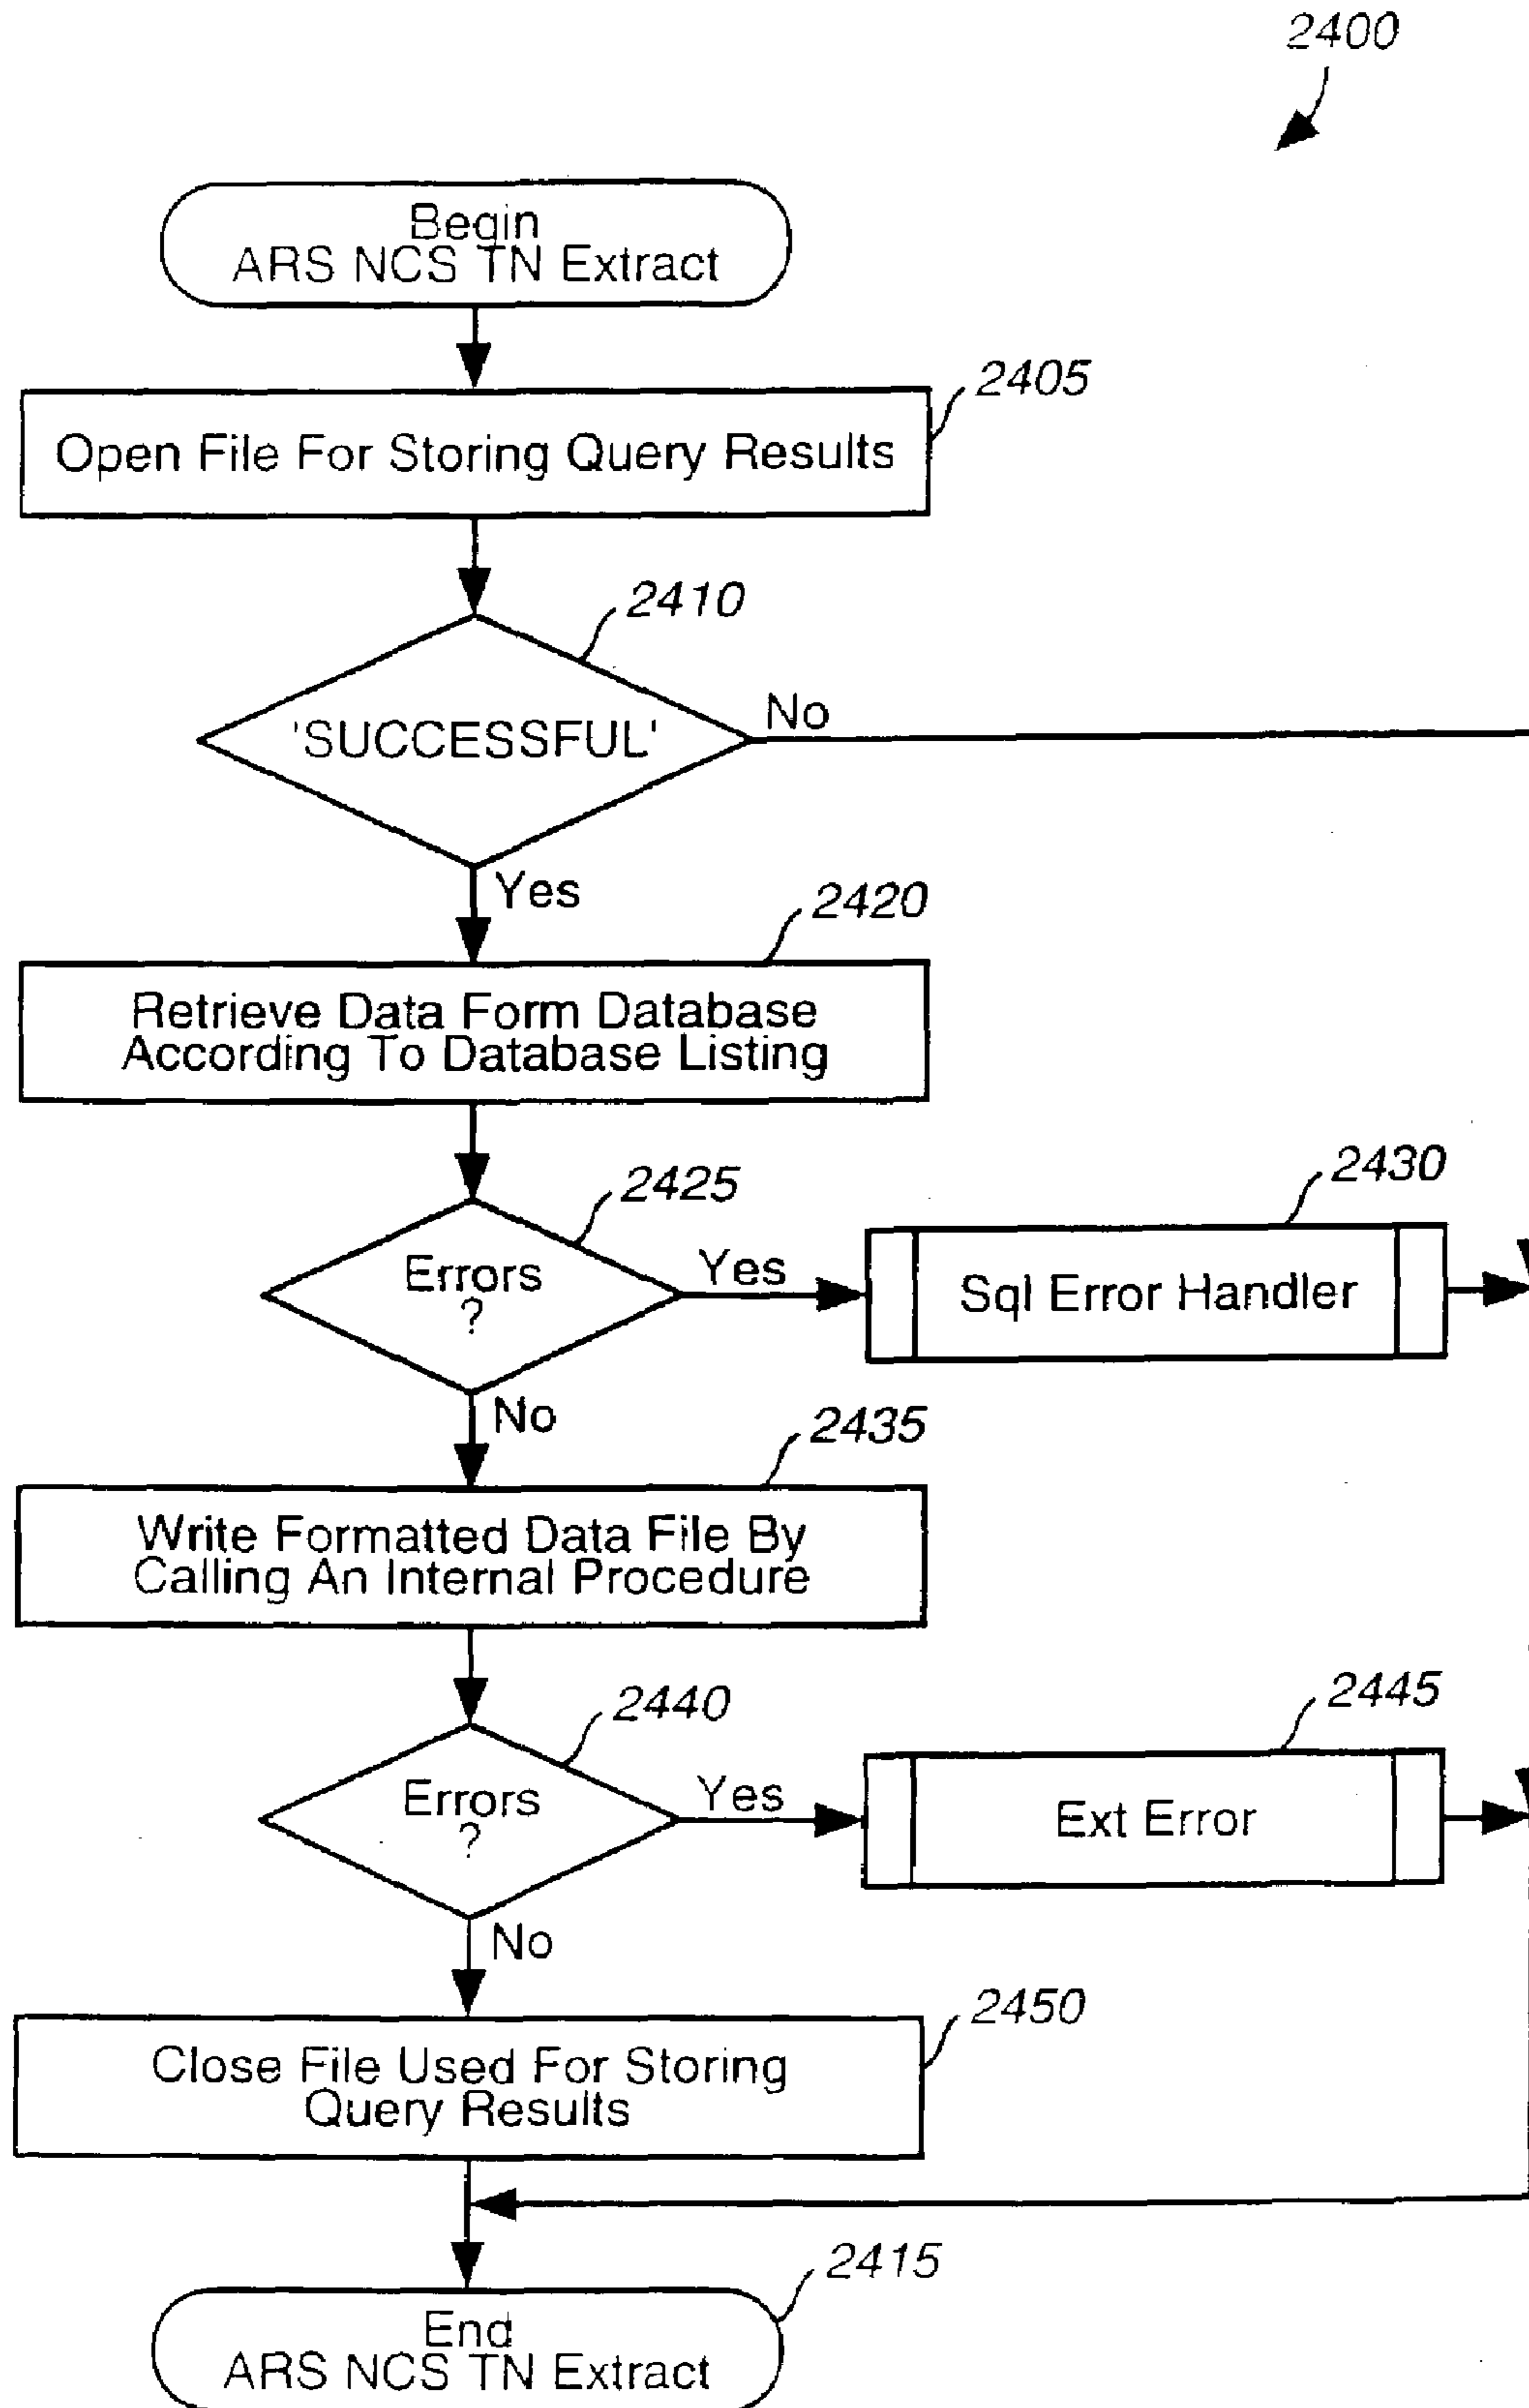 2400
Begin
ARS NCS TN Extract
2405
Open File For Storing Query Results
2410
'SUCCESSFUL'
No
Yes
2420
Retrieve Data Form Database
According To Database Listing
2425
Errors
?
Yes
2430
Sql Error Handler
No
2435
Write Formatted Data File By
Calling An Internal Procedure
2440
Errors
?
Yes
2445
Ext Error
No
2450
Close File Used For Storing
Query Results
2415
End
ARS NCS TN Extract